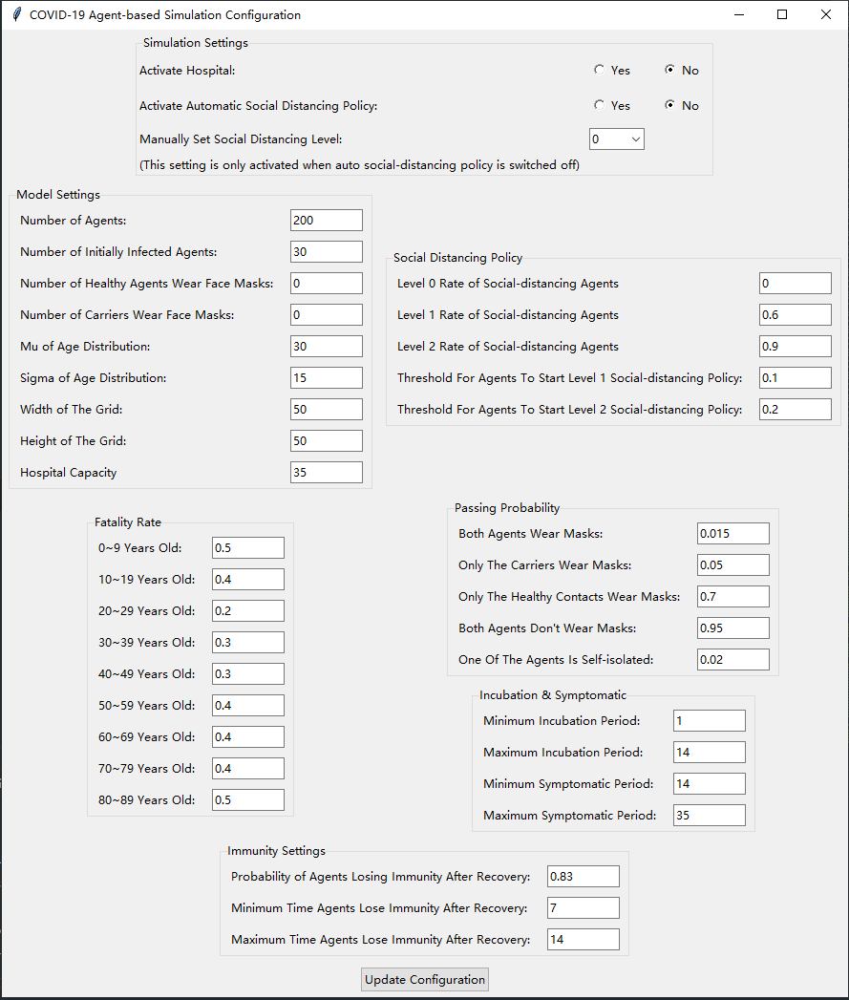 COVID-19 Agent-based Simulation Configuration
Simulation Settings
Activate Hospital: Yes No
Activate Automatic Social Distancing Policy: Yes No
Manually Set Social Distancing Level: 0
(This setting is only activated when auto social-distancing policy is switched off)
Model Settings
Number of Agents: 200
Number of Initially Infected Agents: 30
Number of Healthy Agents Wear Face Masks: 0
Number of Carriers Wear Face Masks: 0
Mu of Age Distribution: 30
Sigma of Age Distribution: 15
Width of The Grid: 50
Height of The Grid: 50
Hospital Capacity 35
Social Distancing Policy
Level 0 Rate of Social-distancing Agents 0
Level 1 Rate of Social-distancing Agents 0.6
Level 2 Rate of Social-distancing Agents 0.9
Threshold For Agents To Start Level 1 Social-distancing Policy: 0.1
Threshold For Agents To Start Level 2 Social-distancing Policy: 0.2
Fatality Rate
0~9 Years Old: 0.5
10~19 Years Old: 0.4
20~29 Years Old: 0.2
30~39 Years Old: 0.3
40~49 Years Old: 0.3
50~59 Years Old: 0.4
60~69 Years Old: 0.4
70~79 Years Old: 0.4
80~89 Years Old: 0.5
Passing Probability
Both Agents Wear Masks: 0.015
Only The Carriers Wear Masks: 0.05
Only The Healthy Contacts Wear Masks: 0.7
Both Agents Don't Wear Masks: 0.95
One Of The Agents Is Self-isolated: 0.02
Incubation & Symptomatic
Minimum Incubation Period: 1
Maximum Incubation Period: 14
Minimum Symptomatic Period: 14
Maximum Symptomatic Period: 35
Immunity Settings
Probability of Agents Losing Immunity After Recovery: 0.83
Minimum Time Agents Lose Immunity After Recovery: 7
Maximum Time Agents Lose Immunity After Recovery: 14
Update Configuration